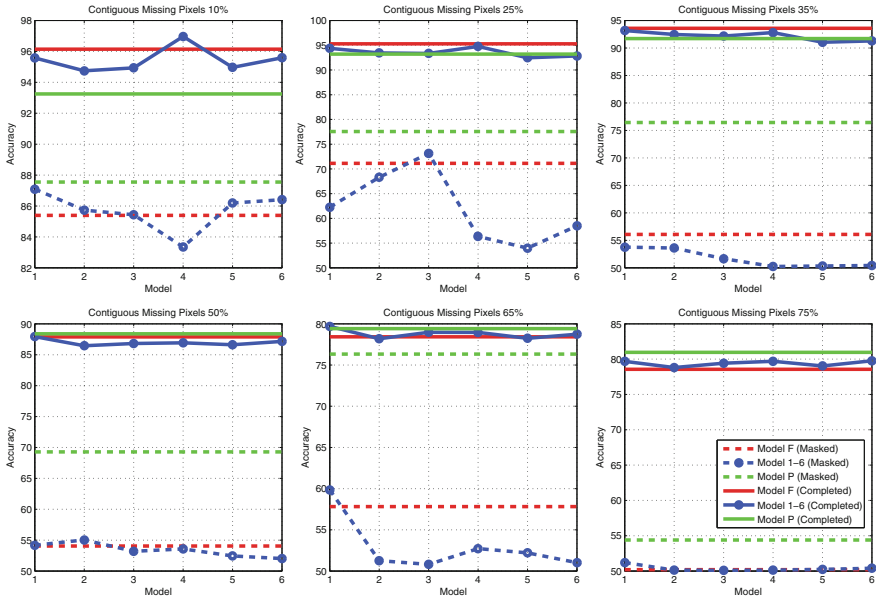 Contiguous Missing Pixels 10%
98
96
94
92
90
88
86
84
82
Accuracy
1 2 3 4 5 6
Model
Contiguous Missing Pixels 25%
100
95
90
85
80
75
70
65
60
55
50
Accuracy
1 2 3 4 5 6
Model
Contiguous Missing Pixels 35%
95
90
85
80
75
70
65
60
55
50
Accuracy
1 2 3 4 5 6
Model
Contiguous Missing Pixels 50%
90
85
80
75
70
65
60
55
50
Accuracy
1 2 3 4 5 6
Model
Contiguous Missing Pixels 65%
80
75
70
65
60
55
50
Accuracy
1 2 3 4 5 6
Model
Contiguous Missing Pixels 75%
85
80
75
70
65
60
55
50
Accuracy
1 2 3 4 5 6
Model
Model F (Masked)
Model 1–6 (Masked)
Model P (Masked)
Model F (Completed)
Model 1–6 (Completed)
Model P (Completed)